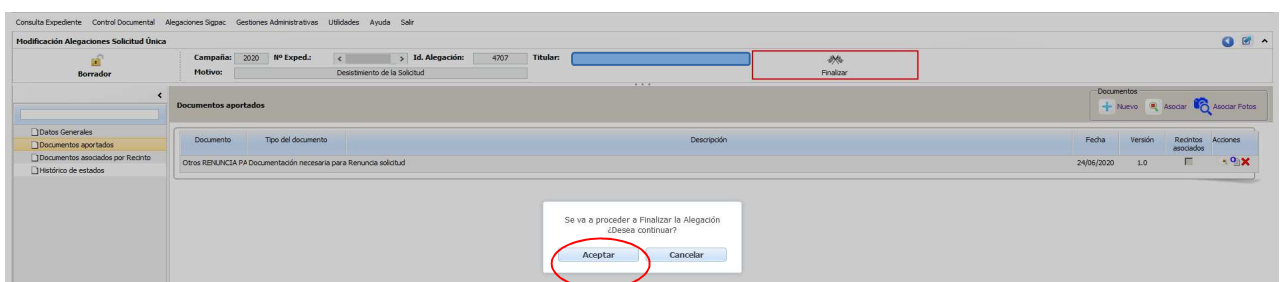 Consulta Expediente Control Documental Alegaciones Sigpac Gestiones Administrativas Utilidades Ayuda Salir
Modificación Alegaciones Solicitud Única
Borrador
Campaña: 2020 Nº Exped.: < > Id. Alegación: 4707 Titular:
Motivo: Desistimiento de la Solicitud
Finalizar
Documentos aportados
Documentos
Nuevo Asociar Asociar Fotos
Datos Generales
Documentos aportados
Documentos asociados por Recinto
Histórico de estados
Documento Tipo del documento Descripción Fecha Versión Recintos asociados Acciones
Otros RENUNCIA PA Documentación necesaria para Renuncia solicitud 24/06/2020 1.0
Se va a proceder a Finalizar la Alegación
¿Desea continuar?
Aceptar Cancelar